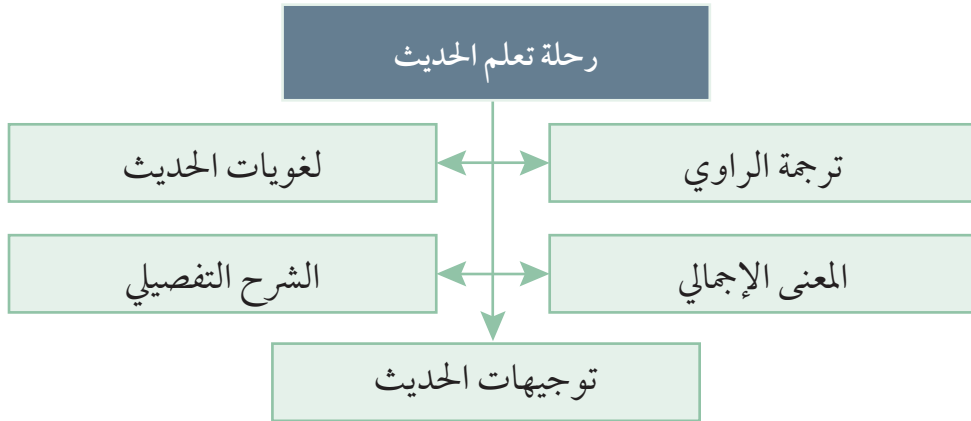 رحلة تعلم الحديث
ترجمة الراوي
لغويات الحديث
المعنى الإجمالي
الشرح التفصيلي
توجيهات الحديث